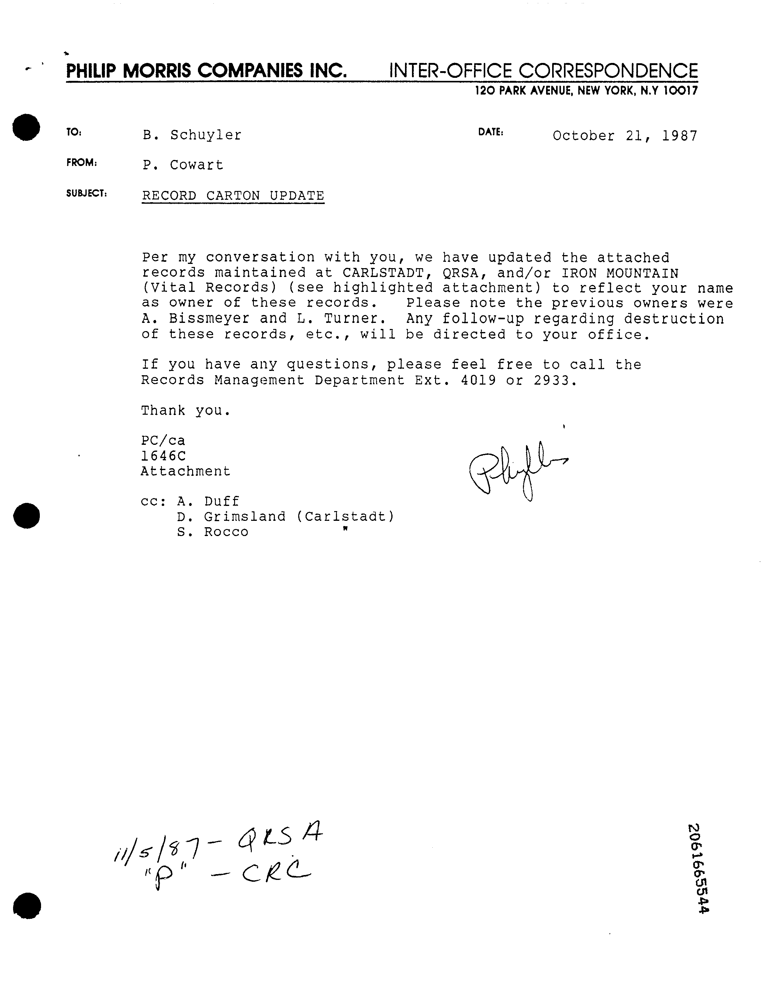 PHILIP MORRIS COMPANIES INC. INTER-OFFICE CORRESPONDENCE
120 PARK AVENUE, NEW YORK, N.Y 10017
TO: B. Schuyler DATE: October 21, 1987
FROM: P. Cowart
SUBJECT: RECORD CARTON UPDATE
Per my conversation with you, we have updated the attached
records maintained at CARLSTADT, QRSA, and/or IRON MOUNTAIN
(Vital Records) (see highlighted attachment) to reflect your name
as owner of these records. Please note the previous owners were
A. Bissmeyer and L. Turner. Any follow-up regarding destruction
of these records, etc., will be directed to your office.
If you have any questions, please feel free to call the
Records Management Department Ext. 4019 or 2933.
Thank you.
PC/ca
1646C
Attachment
Phyllis
cc: A. Duff
D. Grimsland (Carlstadt)
S. Rocco "
11/5/87 - QRSA
"P" - CRC
2061665544